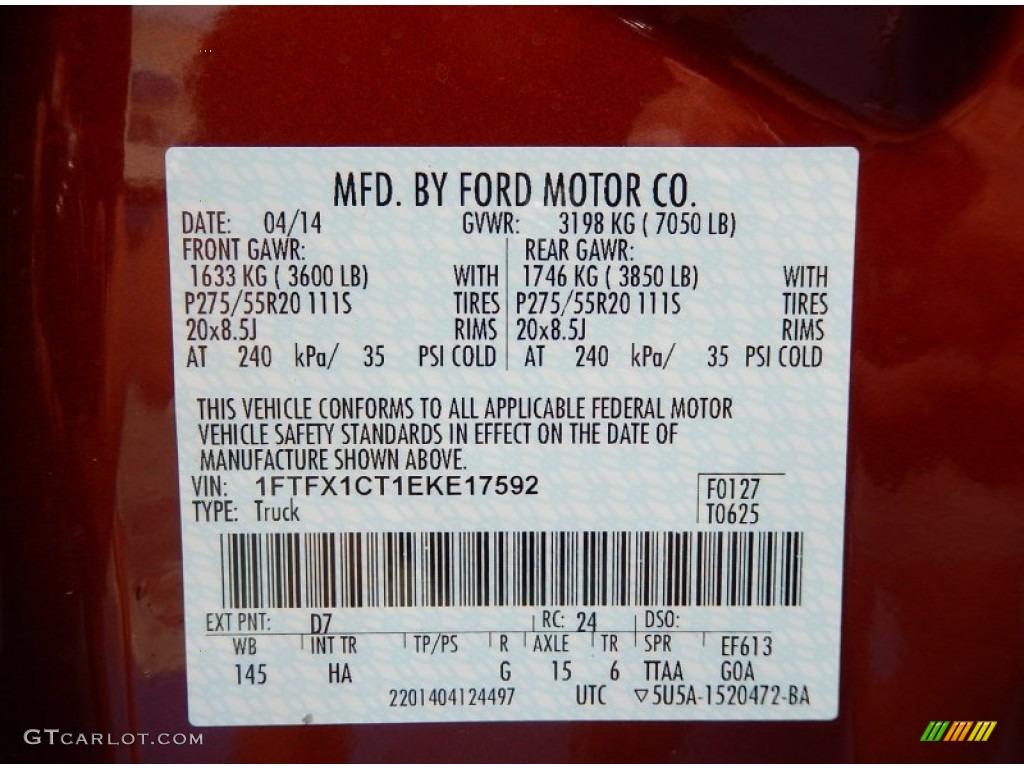 MFD. BY FORD MOTOR CO.
DATE: 04/14 GVWR: 3198 KG ( 7050 LB)
FRONT GAWR: REAR GAWR:
1633 KG ( 3600 LB) WITH 1746 KG ( 3850 LB) WITH
P275/55R20 111S TIRES P275/55R20 111S TIRES
20x8.5J RIMS 20x8.5J RIMS
AT 240 kPa/ 35 PSI COLD AT 240 kPa/ 35 PSI COLD
THIS VEHICLE CONFORMS TO ALL APPLICABLE FEDERAL MOTOR
VEHICLE SAFETY STANDARDS IN EFFECT ON THE DATE OF
MANUFACTURE SHOWN ABOVE.
VIN: 1FTFX1CT1EKE17592 F0127
TYPE: Truck T0625
EXT PNT: D7 RC: 24 DSO:
WB INT TR TP/PS R AXLE TR SPR EF613
145 HA G 15 6 TTAA GOA
2201404124497 UTC ▽5U5A-1520472-BA
GTCARLOT.COM